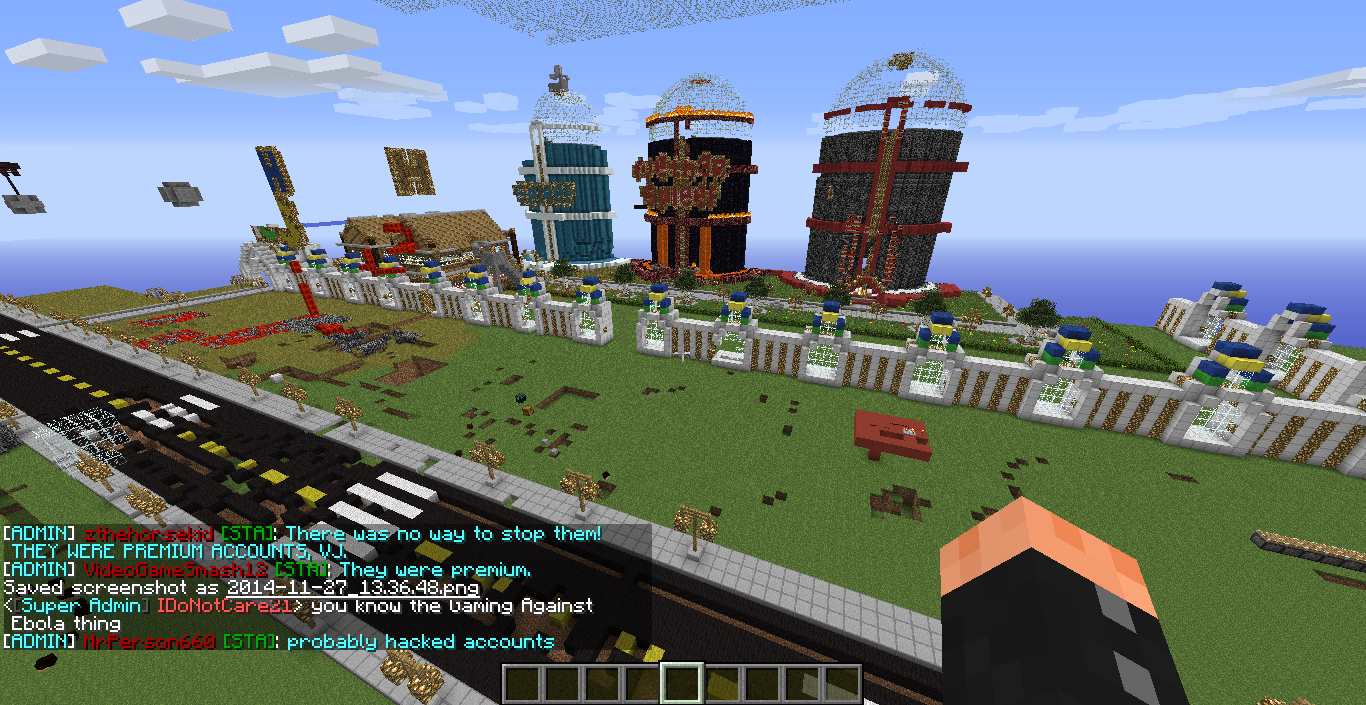 [ADMIN] zthehorsekid [STA]: There was no way to stop them!
THEY WERE PREMIUM ACCOUNTS, VJ.
[ADMIN] VideoGameSmash12 [STA]: They were premium.
Saved screenshot as 2014-11-27_13.36.48.png
<[Super Admin] IDoNotCare21> you know the Gaming Against
Ebola thing
[ADMIN] MrPerson660 [STA]: probably hacked accounts